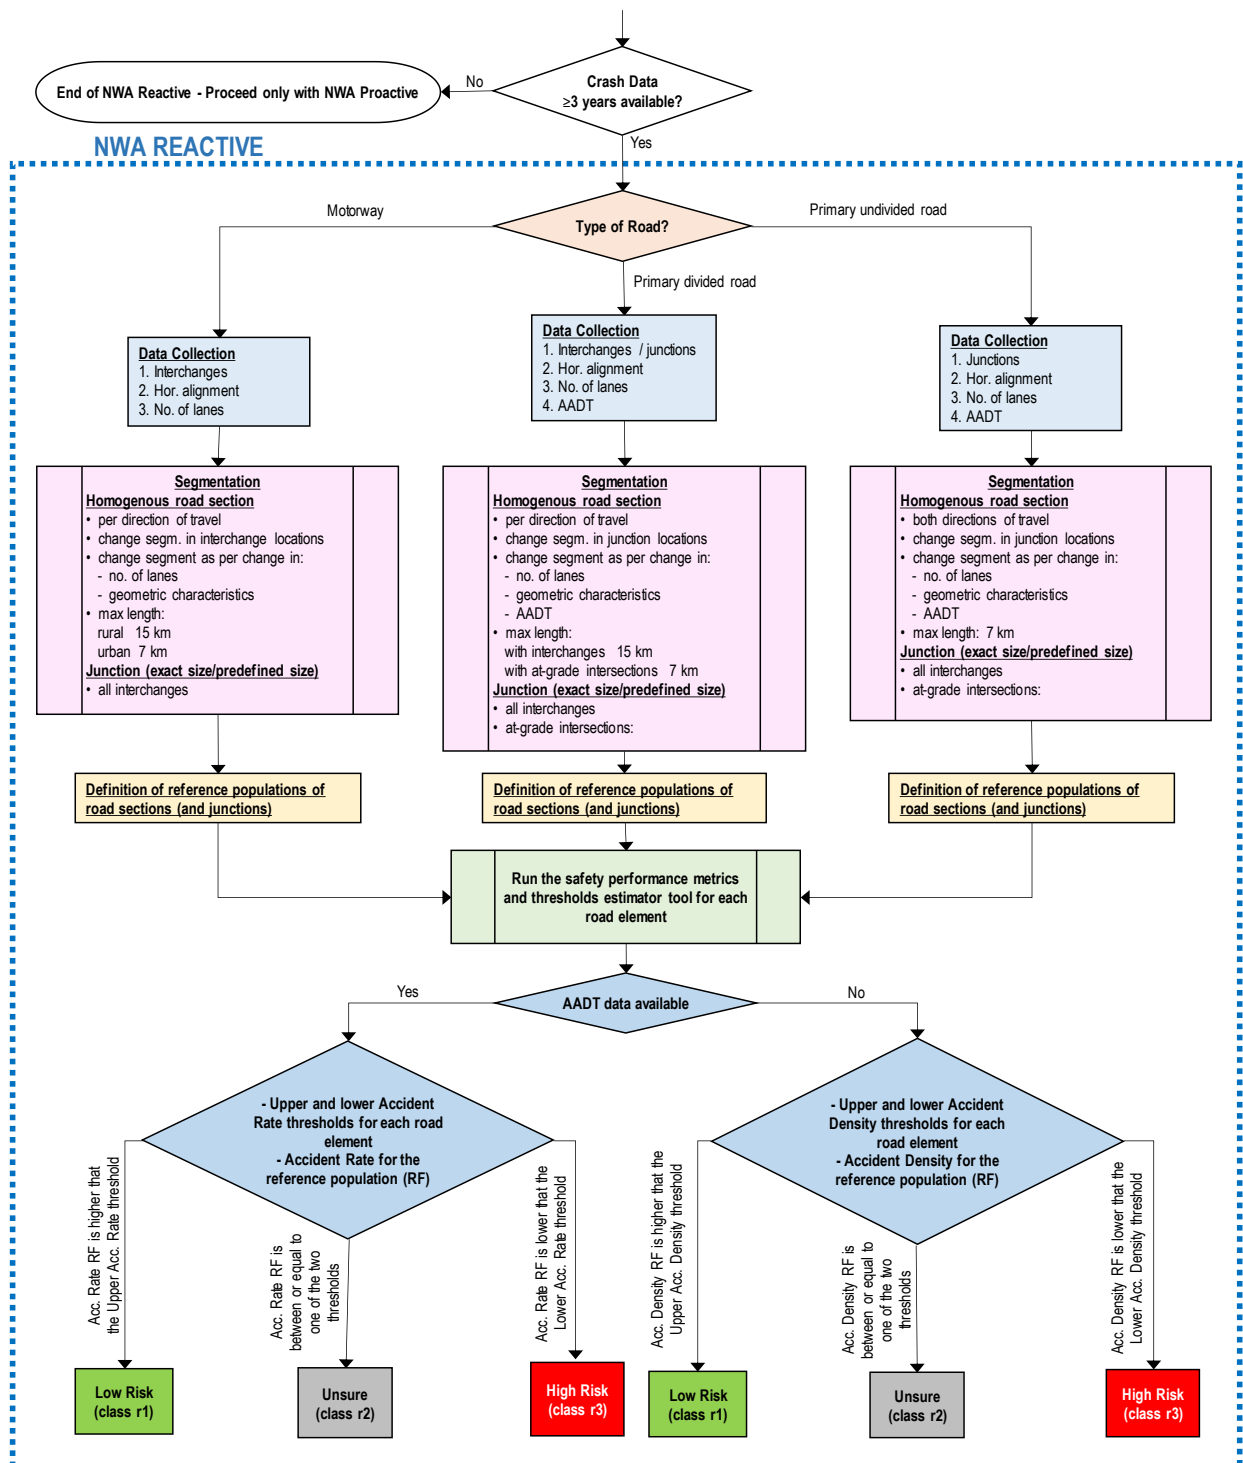 Crash Data
≥3 years available?
No
End of NWA Reactive - Proceed only with NWA Proactive
Yes
NWA REACTIVE
Type of Road?
Motorway
Primary undivided road
Primary divided road
Data Collection
1. Interchanges
2. Hor. alignment
3. No. of lanes
Data Collection
1. Interchanges / junctions
2. Hor. alignment
3. No. of lanes
4. AADT
Data Collection
1. Junctions
2. Hor. alignment
3. No. of lanes
4. AADT
Segmentation
Homogenous road section
• per direction of travel
• change segm. in interchange locations
• change segment as per change in:
- no. of lanes
- geometric characteristics
• max length:
rural 15 km
urban 7 km
Junction (exact size/predefined size)
• all interchanges
Segmentation
Homogenous road section
• per direction of travel
• change segm. in junction locations
• change segment as per change in:
- no. of lanes
- geometric characteristics
- AADT
• max length:
with interchanges 15 km
with at-grade intersections 7 km
Junction (exact size/predefined size)
• all interchanges
• at-grade intersections:
Segmentation
Homogenous road section
• both directions of travel
• change segm. in junction locations
• change segment as per change in:
- no. of lanes
- geometric characteristics
- AADT
• max length: 7 km
Junction (exact size/predefined size)
• all interchanges
• at-grade intersections:
Definition of reference populations of
road sections (and junctions)
Definition of reference populations of
road sections (and junctions)
Definition of reference populations of
road sections (and junctions)
Run the safety performance metrics
and thresholds estimator tool for each
road element
AADT data available
Yes
No
- Upper and lower Accident
Rate thresholds for each road
element
- Accident Rate for the
reference population (RF)
- Upper and lower Accident
Density thresholds for each
road element
- Accident Density for the
reference population (RF)
Acc. Rate RF is higher that
the Upper Acc. Rate threshold
Acc. Rate RF is
between or equal to
one of the two
thresholds
Acc. Rate RF is lower that the
Lower Acc. Rate threshold
Acc. Density RF is higher that the
Upper Acc. Density threshold
Acc. Density RF is
between or equal to
one of the two
thresholds
Acc. Density RF is lower that the
Lower Acc. Density threshold
Low Risk
(class r1)
Unsure
(class r2)
High Risk
(class r3)
Low Risk
(class r1)
Unsure
(class r2)
High Risk
(class r3)